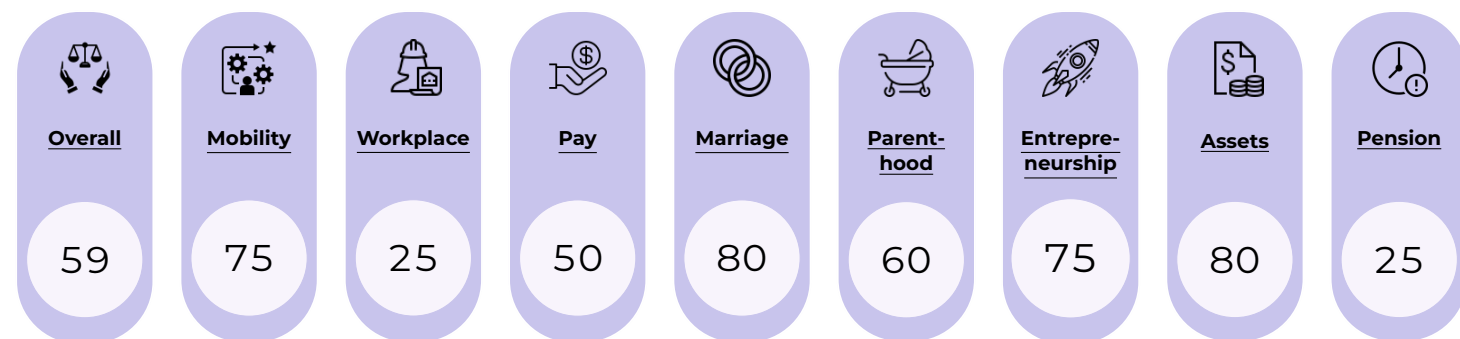 Overall
59
Mobility
75
Workplace
25
Pay
50
Marriage
80
Parent-
hood
60
Entrepre-
neurship
75
Assets
80
Pension
25